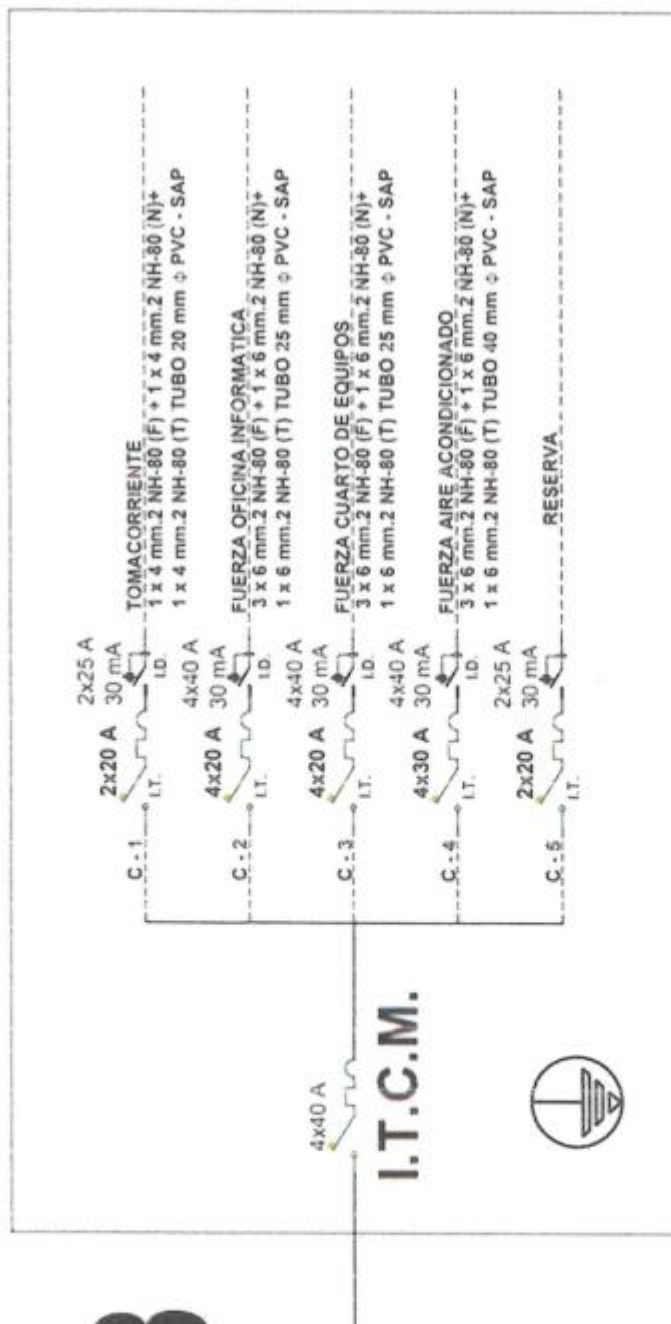 4x40 A
I.T.C.M.
C - 1
2x20 A
I.T.
2x25 A
30 mA
I.D.
TOMACORRIENTE
1 x 4 mm.2 NH-80 (F) + 1 x 4 mm.2 NH-80 (N)+
1 x 4 mm.2 NH-80 (T) TUBO 20 mm ϕ PVC - SAP
C - 2
4x20 A
I.T.
4x40 A
30 mA
I.D.
FUERZA OFICINA INFORMATICA
3 x 6 mm.2 NH-80 (F) + 1 x 6 mm.2 NH-80 (N)+
1 x 6 mm.2 NH-80 (T) TUBO 25 mm ϕ PVC - SAP
C - 3
4x20 A
I.T.
4x40 A
30 mA
I.D.
FUERZA CUARTO DE EQUIPOS
3 x 6 mm.2 NH-80 (F) + 1 x 6 mm.2 NH-80 (N)+
1 x 6 mm.2 NH-80 (T) TUBO 25 mm ϕ PVC - SAP
C - 4
4x30 A
I.T.
4x40 A
30 mA
I.D.
FUERZA AIRE ACONDICIONADO
3 x 6 mm.2 NH-80 (F) + 1 x 6 mm.2 NH-80 (N)+
1 x 6 mm.2 NH-80 (T) TUBO 40 mm ϕ PVC - SAP
C - 5
2x20 A
I.T.
2x25 A
30 mA
I.D.
RESERVA